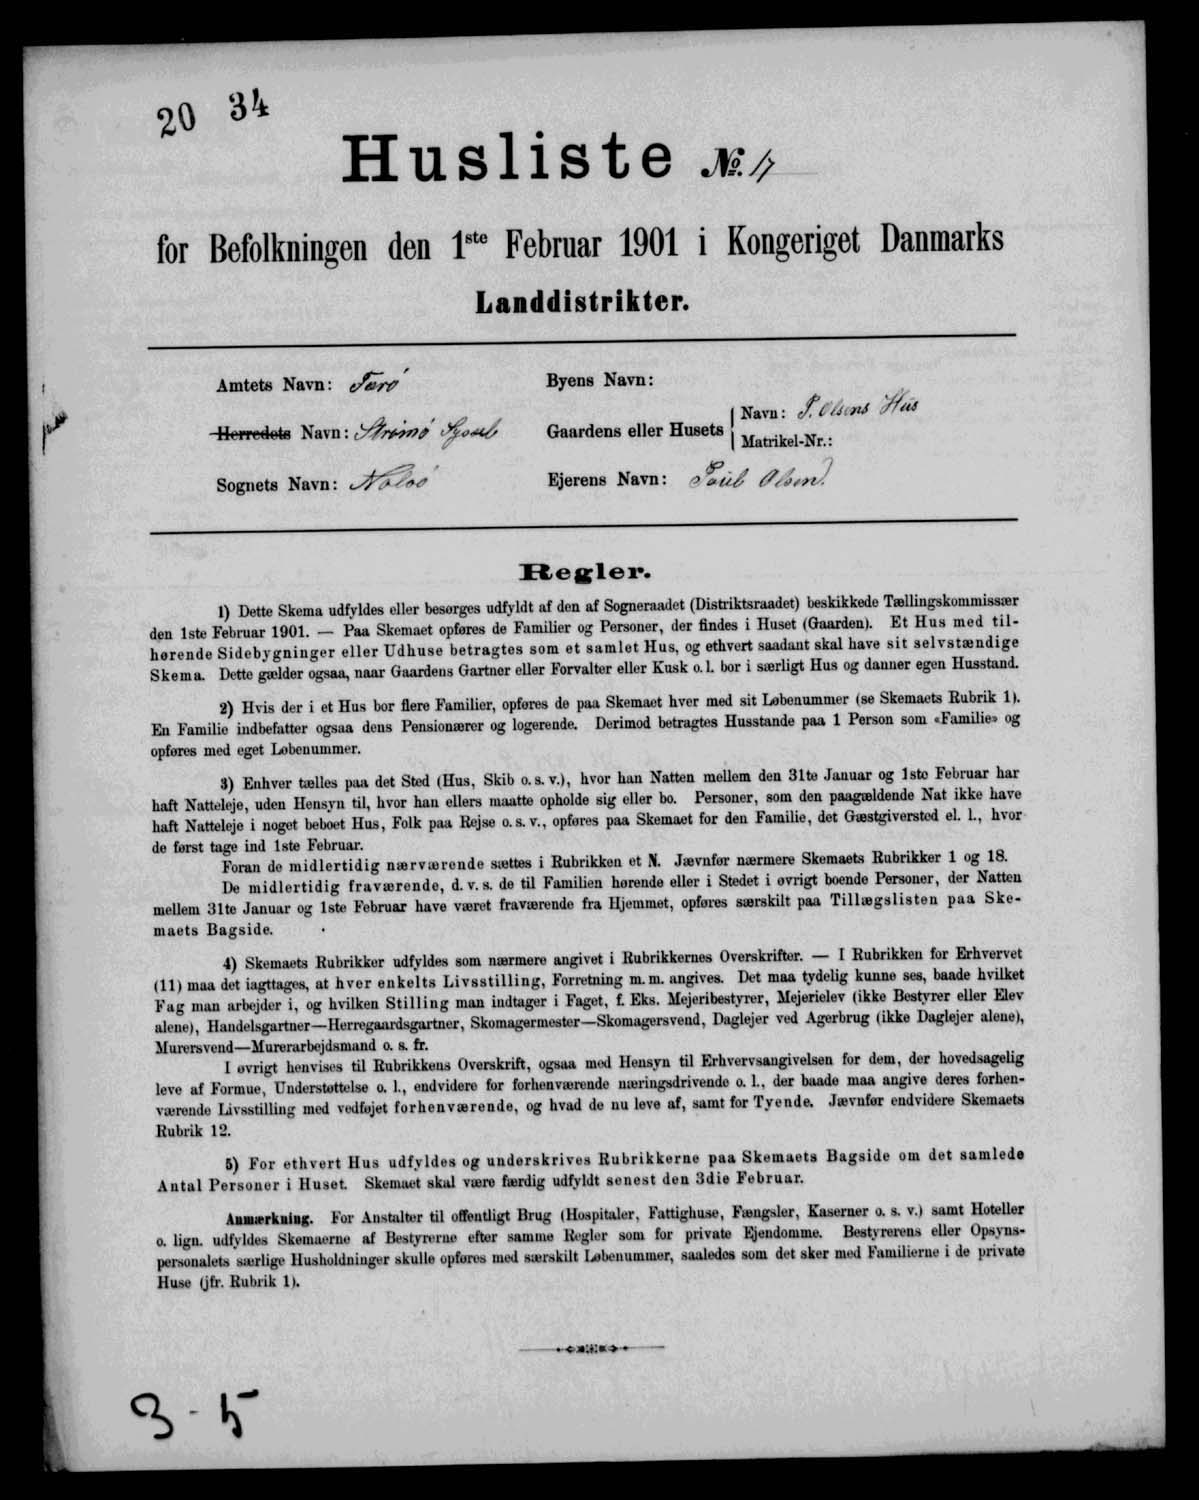 20 34
Husliste No. 17
for Befolkningen den 1ste Februar 1901 i Kongeriget Danmarks
Landdistrikter.
Amtets Navn: Færö
Byens Navn:
Herredets Navn: Strömö Syssel
Gaardens eller Husets
Navn: P. Olsens Hus
Matrikel-Nr.:
Sognets Navn: Nolsö
Ejerens Navn: Poul Olsen
Regler.
1) Dette Skema udfyldes eller besørges udfyldt af den af Sogneraadet (Distriktsraadet) beskikkede Tællingskommissær
den 1ste Februar 1901. — Paa Skemaet opføres de Familier og Personer, der findes i Huset (Gaarden). Et Hus med til-
hørende Sidebygninger eller Udhuse betragtes som et samlet Hus, og ethvert saadant skal have sit selvstændige
Skema. Dette gælder ogsaa, naar Gaardens Gartner eller Forvalter eller Kusk o. l. bor i særligt Hus og danner egen Husstand.
2) Hvis der i et Hus bor flere Familier, opføres de paa Skemaet hver med sit Løbenummer (se Skemaets Rubrik 1).
En Familie indbefatter ogsaa dens Pensionærer og logerende. Derimod betragtes Husstande paa 1 Person som «Familie» og
opføres med eget Løbenummer.
3) Enhver tælles paa det Sted (Hus, Skib o. s. v.), hvor han Natten mellem den 31te Januar og 1ste Februar har
haft Natteleje, uden Hensyn til, hvor han ellers maatte opholde sig eller bo. Personer, som den paagældende Nat ikke have
haft Natteleje i noget beboet Hus, Folk paa Rejse o. s. v., opføres paa Skemaet for den Familie, det Gæstgiversted el. l., hvor
de først tage ind 1ste Februar.
Foran de midlertidig nærværende sættes i Rubrikken et N. Jævnfør nærmere Skemaets Rubrikker 1 og 18.
De midlertidig fraværende, d. v. s. de til Familien hørende eller i Stedet i øvrigt boende Personer, der Natten
mellem 31te Januar og 1ste Februar have været fraværende fra Hjemmet, opføres særskilt paa Tillægslisten paa Ske-
maets Bagside.
4) Skemaets Rubrikker udfyldes som nærmere angivet i Rubrikkernes Overskrifter. — I Rubrikken for Erhvervet
(11) maa det iagttages, at hver enkelts Livsstilling, Forretning m. m. angives. Det maa tydelig kunne ses, baade hvilket
Fag man arbejder i, og hvilken Stilling man indtager i Faget, f. Eks. Mejeribestyrer, Mejerielev (ikke Bestyrer eller Elev
alene), Handelsgartner—Herregaardsgartner, Skomagermester—Skomagersvend, Daglejer ved Agerbrug (ikke Daglejer alene),
Murersvend—Murerarbejdsmand o. s. fr.
I øvrigt henvises til Rubrikkens Overskrift, ogsaa med Hensyn til Erhvervsangivelsen for dem, der hovedsagelig
leve af Formue, Understøttelse o. l., endvidere for forhenværende næringsdrivende o. l., der baade maa angive deres forhen-
værende Livsstilling med vedføjet forhenværende, og hvad de nu leve af, samt for Tyende. Jævnfør endvidere Skemaets
Rubrik 12.
5) For ethvert Hus udfyldes og underskrives Rubrikkerne paa Skemaets Bagside om det samlede
Antal Personer i Huset. Skemaet skal være færdig udfyldt senest den 3die Februar.
Anmærkning. For Anstalter til offentligt Brug (Hospitaler, Fattighuse, Fængsler, Kaserner o. s. v.) samt Hoteller
o. lign. udfyldes Skemaerne af Bestyrerne efter samme Regler som for private Ejendomme. Bestyrerens eller Opsyns-
personalets særlige Husholdninger skulle opføres med særskilt Løbenummer, saaledes som det sker med Familierne i de private
Huse (jfr. Rubrik 1).
3 - 5